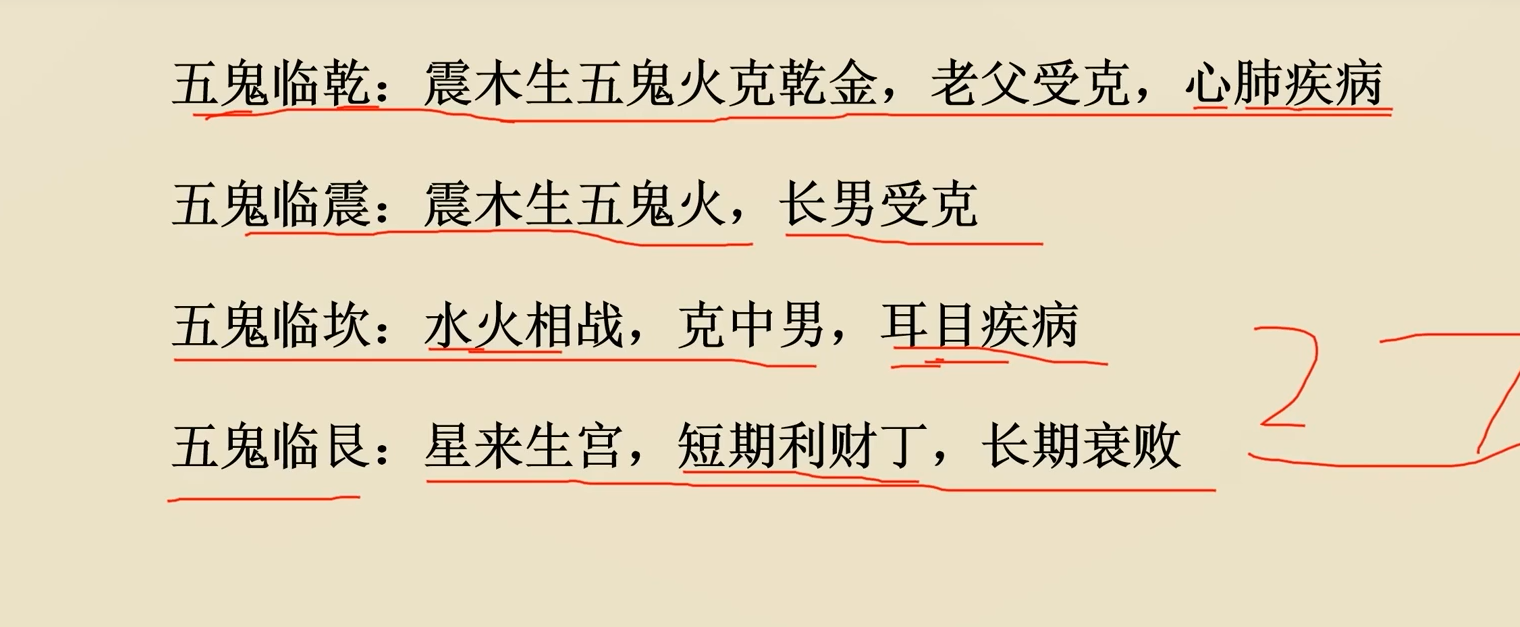 五鬼临乾：震木生五鬼火克乾金，老父受克，心肺疾病
五鬼临震：震木生五鬼火，长男受克
五鬼临坎：水火相战，克中男，耳目疾病
2 7
五鬼临艮：星来生宫，短期利财丁，长期衰败